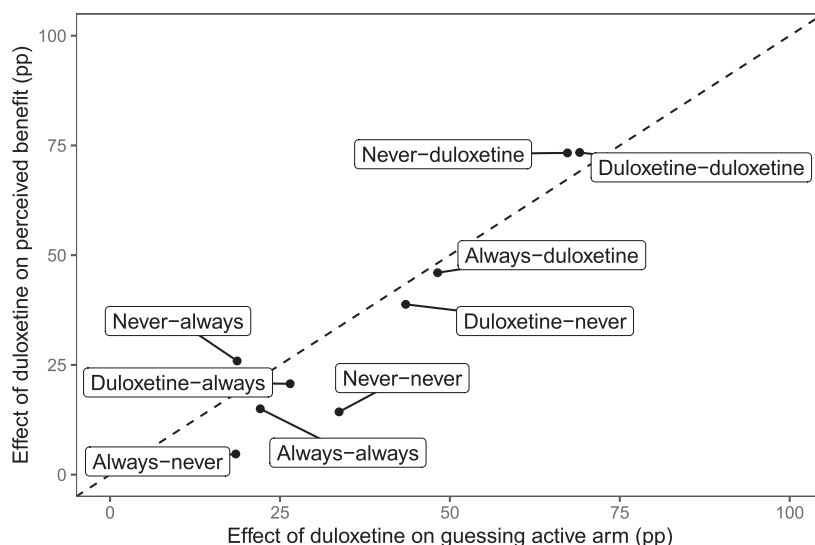 Effect of duloxetine on perceived benefit (pp)
100
75
50
25
0
Never−duloxetine
Duloxetine−duloxetine
Always−duloxetine
Never−always
Duloxetine−never
Duloxetine−always
Never−never
Always−always
Always−never
0 25 50 75 100
Effect of duloxetine on guessing active arm (pp)